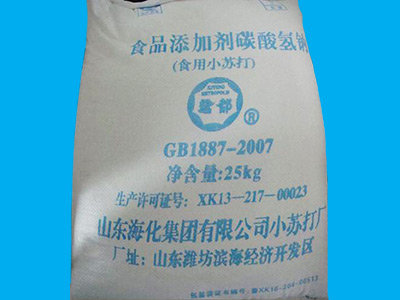 食品添加剂碳酸氢钠
(食用小苏打)
鸢都
®
GB1887-2007
净含量:25kg
生产许可证号: XK13-217-00023
山东海化集团有限公司小苏打厂
厂址: 山东潍坊滨海经济开发区